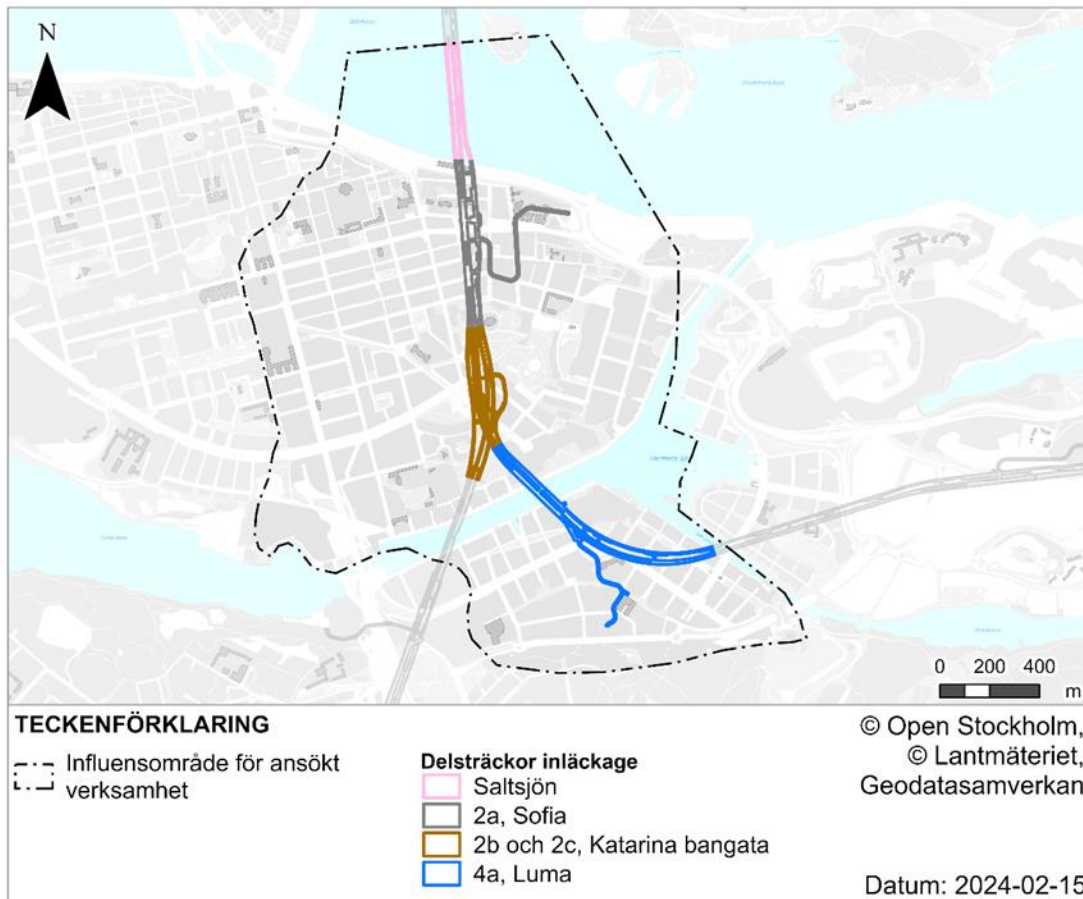 N
0 200 400
m
TECKENFÖRKLARING
Influensområde för ansökt
verksamhet
Delsträckor inläckage
Saltsjön
2a, Sofia
2b och 2c, Katarina bangata
4a, Luma
© Open Stockholm,
© Lantmäteriet,
Geodatasamverkan
Datum: 2024-02-15